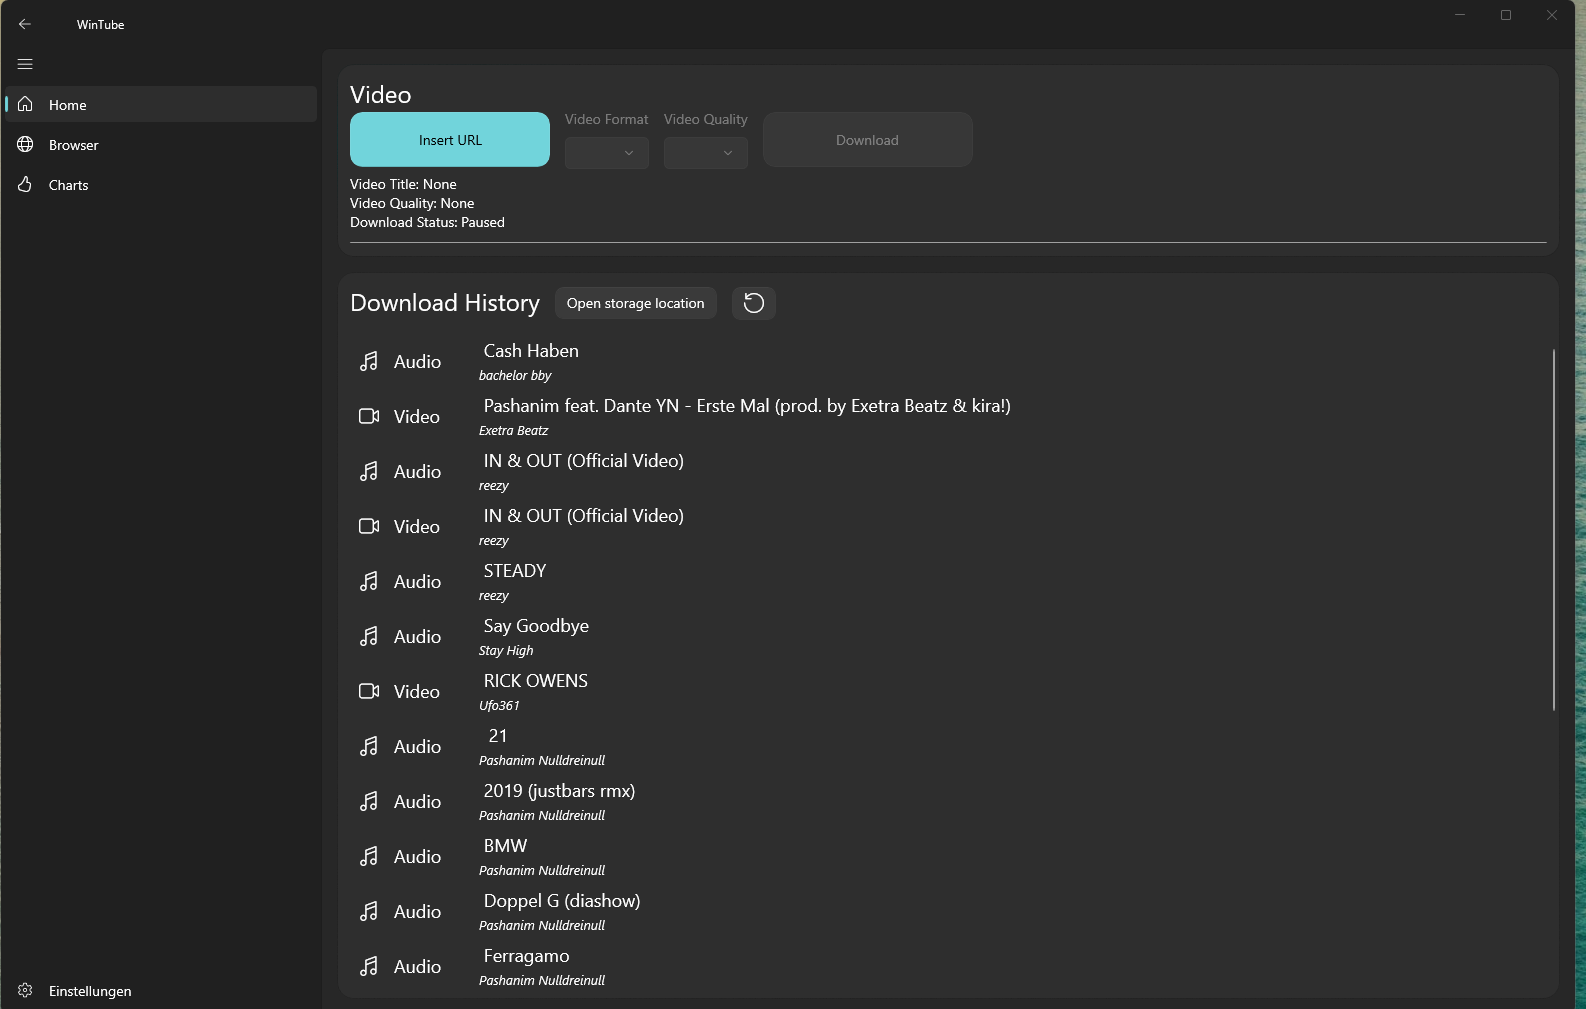 WinTube
Home
Browser
Charts
Einstellungen
Video
Insert URL
Video Format
Video Quality
Download
Video Title: None
Video Quality: None
Download Status: Paused
Download History
Open storage location
Audio
Cash Haben
bachelor bby
Video
Pashanim feat. Dante YN - Erste Mal (prod. by Exetra Beatz & kira!)
Exetra Beatz
Audio
IN & OUT (Official Video)
reezy
Video
IN & OUT (Official Video)
reezy
Audio
STEADY
reezy
Audio
Say Goodbye
Stay High
Video
RICK OWENS
Ufo361
Audio
21
Pashanim Nulldreinull
Audio
2019 (justbars rmx)
Pashanim Nulldreinull
Audio
BMW
Pashanim Nulldreinull
Audio
Doppel G (diashow)
Pashanim Nulldreinull
Audio
Ferragamo
Pashanim Nulldreinull